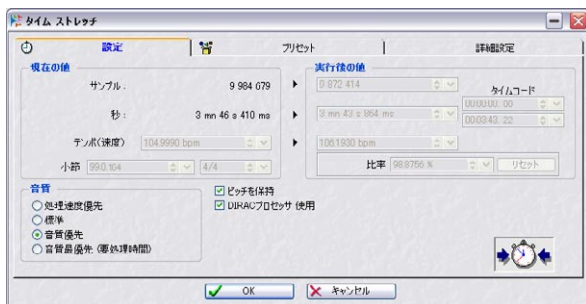 タイム ストレッチ
設定
プリセット
詳細設定
現在の値
サンプル :
9 984 079
秒 :
3 mn 46 s 410 ms
テンポ(速度)
104.9990 bpm
小節
99.0.104
4/4
実行後の値
9 872 414
3 mn 43 s 864 ms
106.1930 bpm
タイムコード
00:00:00. 00
00:03:43. 22
比率
98.8756 %
リセット
音質
処理速度優先
標準
音質優先
音質最優先 (要処理時間)
ピッチを保持
DIRACプロセッサ 使用
OK
キャンセル